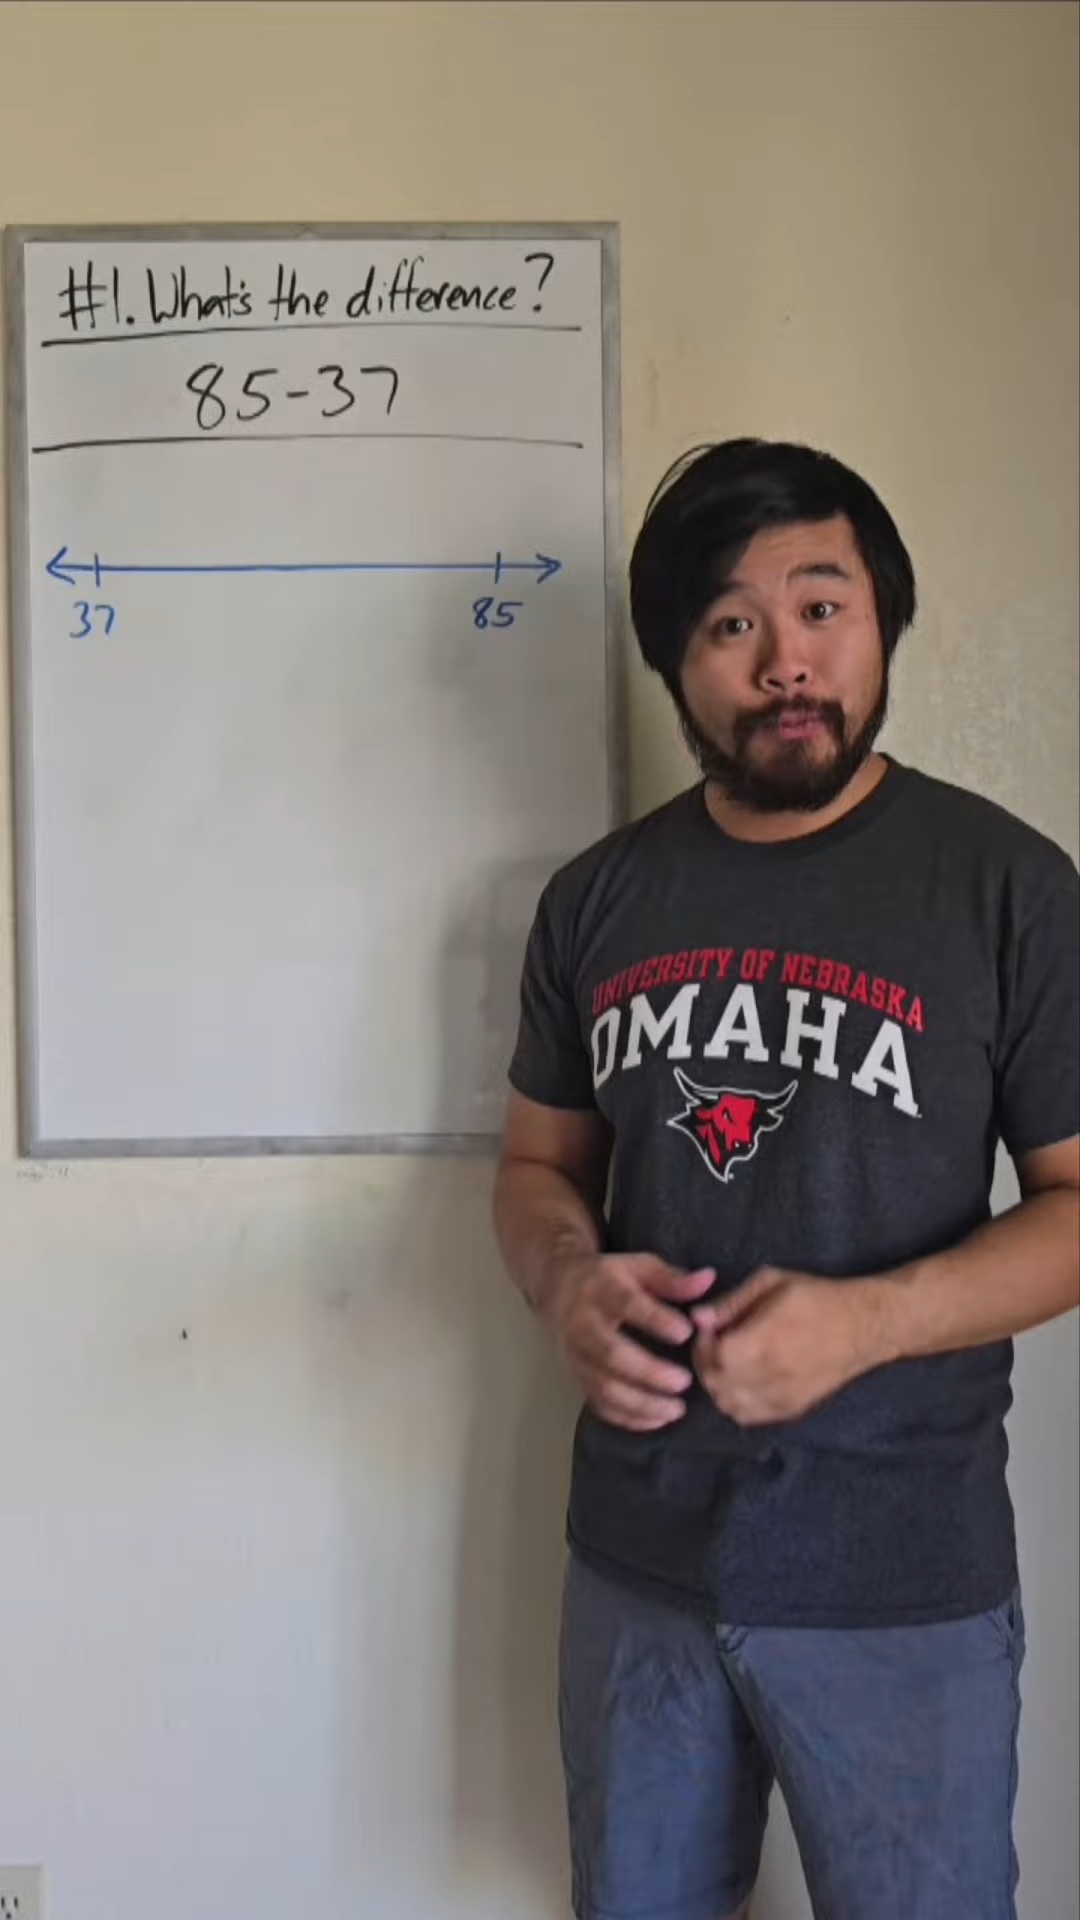 #1. What's the difference?
85-37
37 85
UNIVERSITY OF NEBRASKA
OMAHA